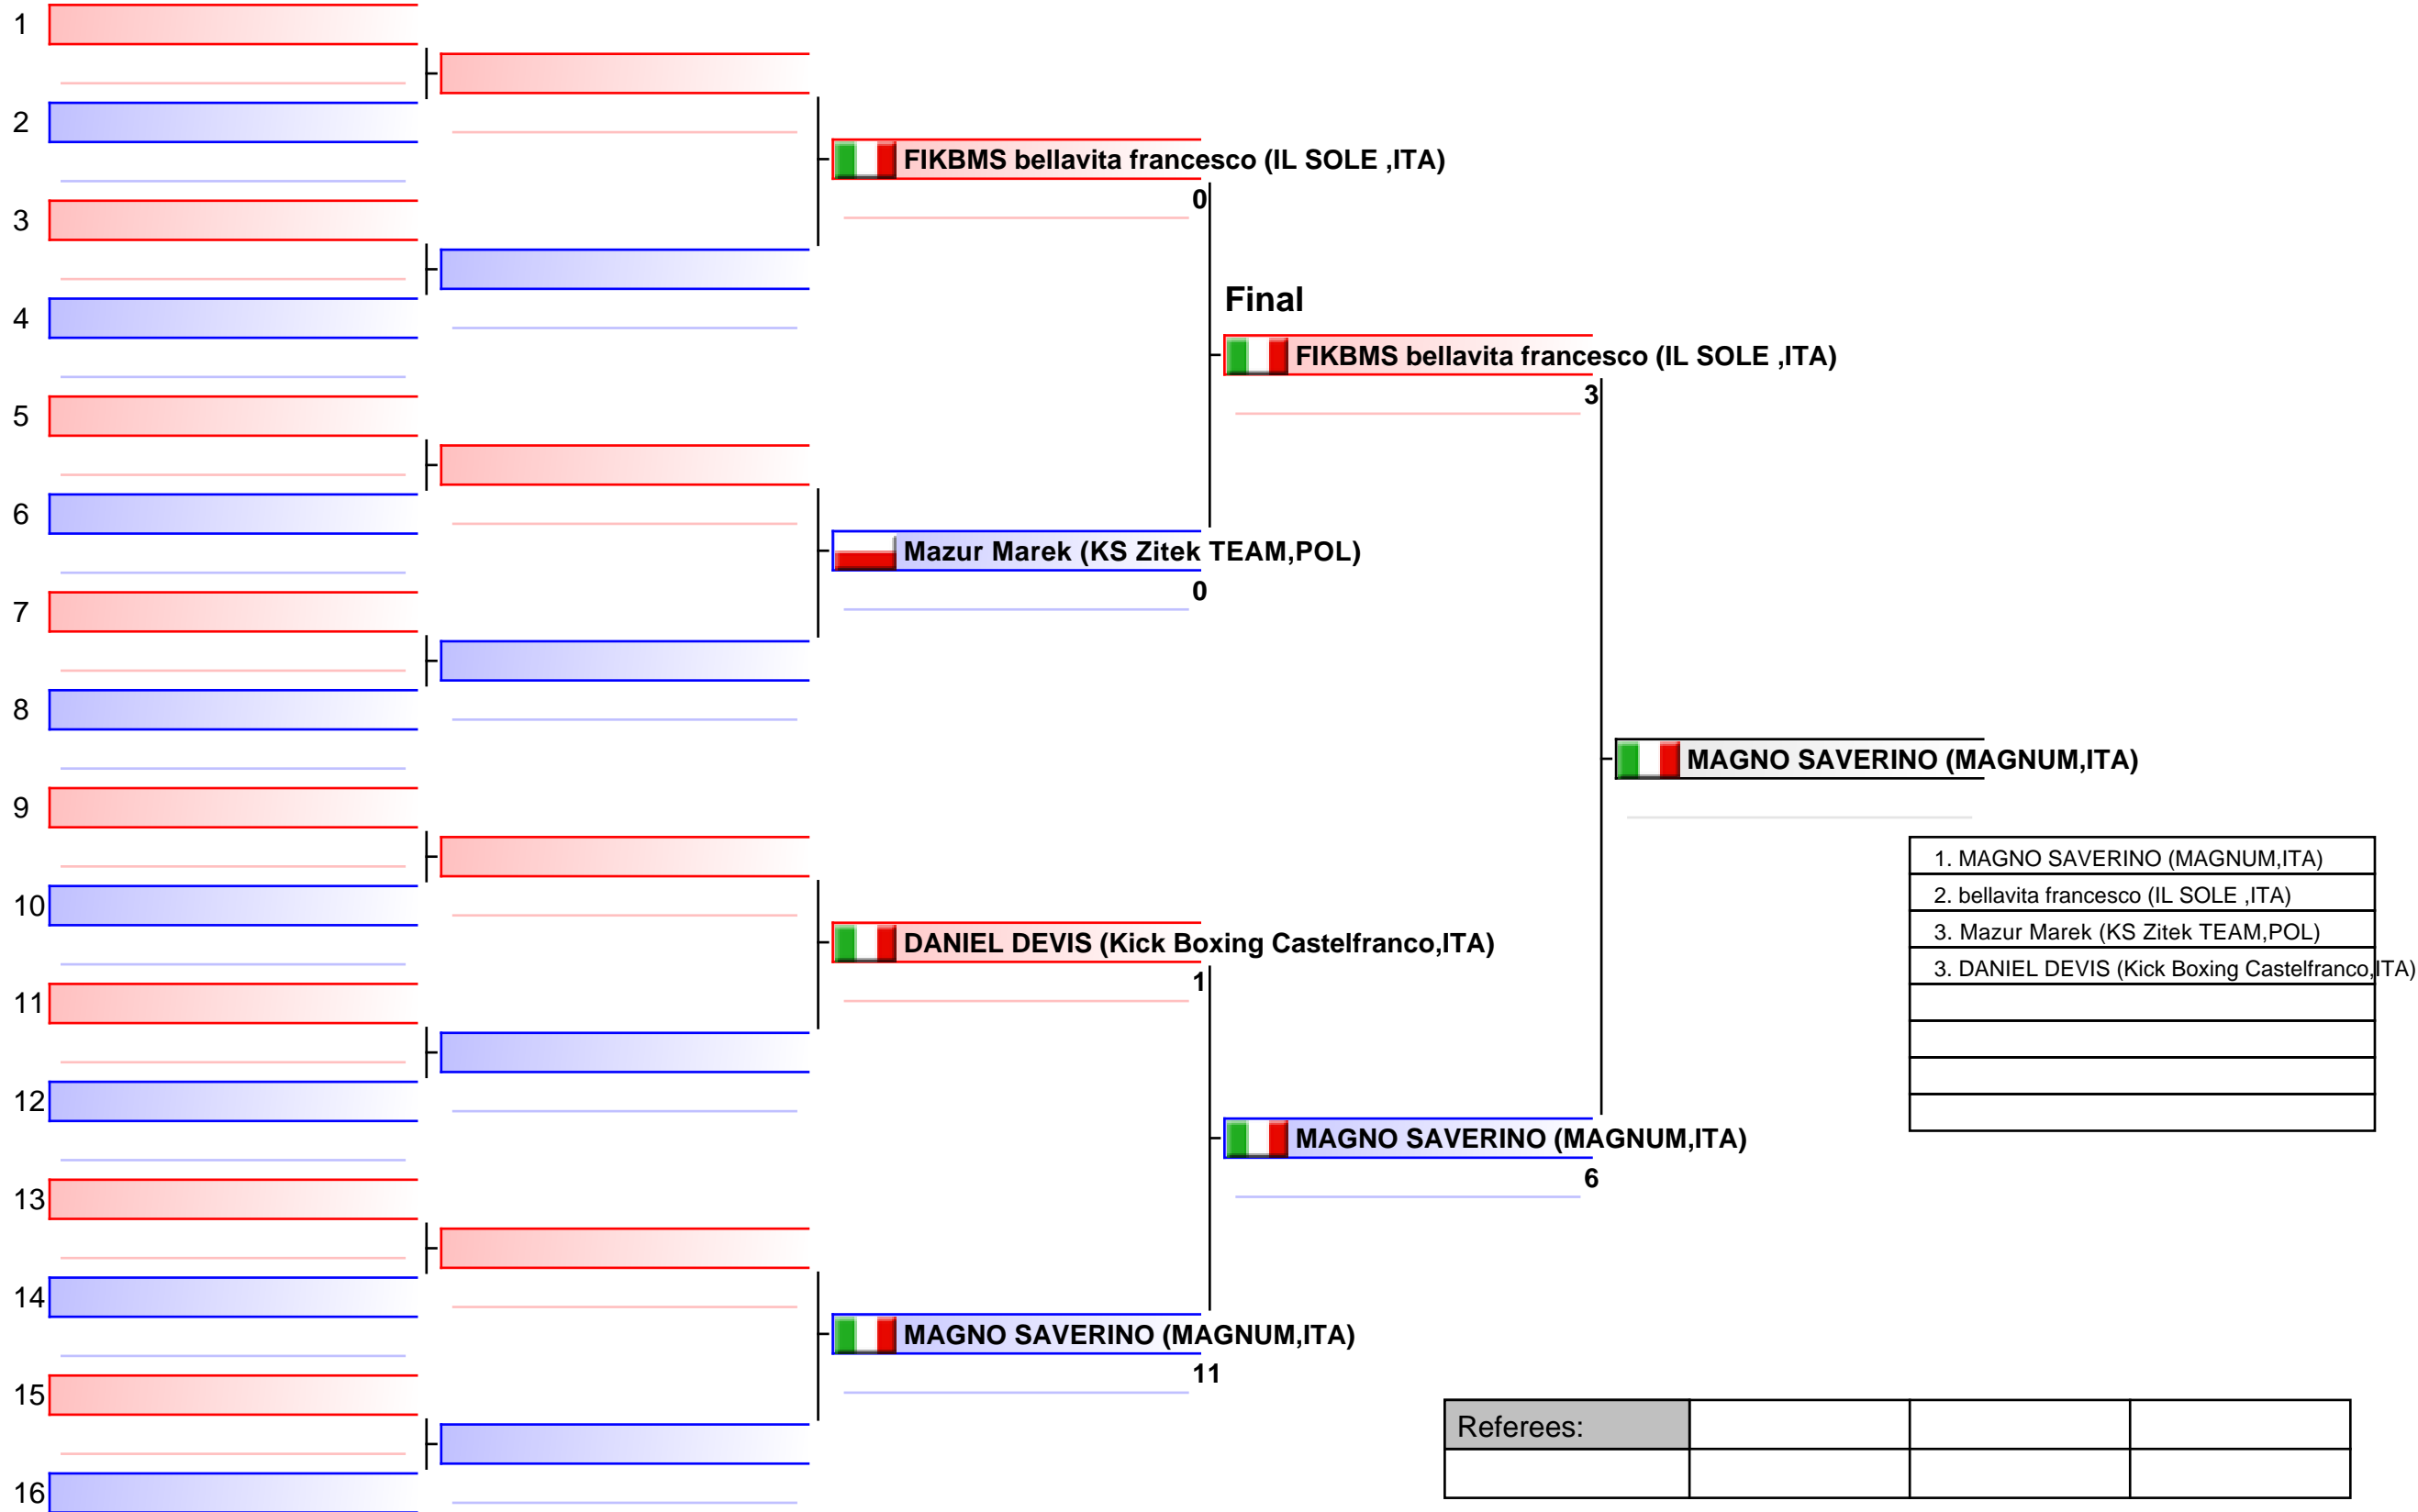 1
2
FIKBMS bellavita francesco (IL SOLE ,ITA)
0
3
Final
4
FIKBMS bellavita francesco (IL SOLE ,ITA)
3
5
6
Mazur Marek (KS Zitek TEAM,POL)
0
7
8
MAGNO SAVERINO (MAGNUM,ITA)
9
1. MAGNO SAVERINO (MAGNUM,ITA)
2. bellavita francesco (IL SOLE ,ITA)
3. Mazur Marek (KS Zitek TEAM,POL)
3. DANIEL DEVIS (Kick Boxing Castelfranco,ITA)
10
DANIEL DEVIS (Kick Boxing Castelfranco,ITA)
1
11
12
MAGNO SAVERINO (MAGNUM,ITA)
6
13
14
MAGNO SAVERINO (MAGNUM,ITA)
11
15
Referees:
16